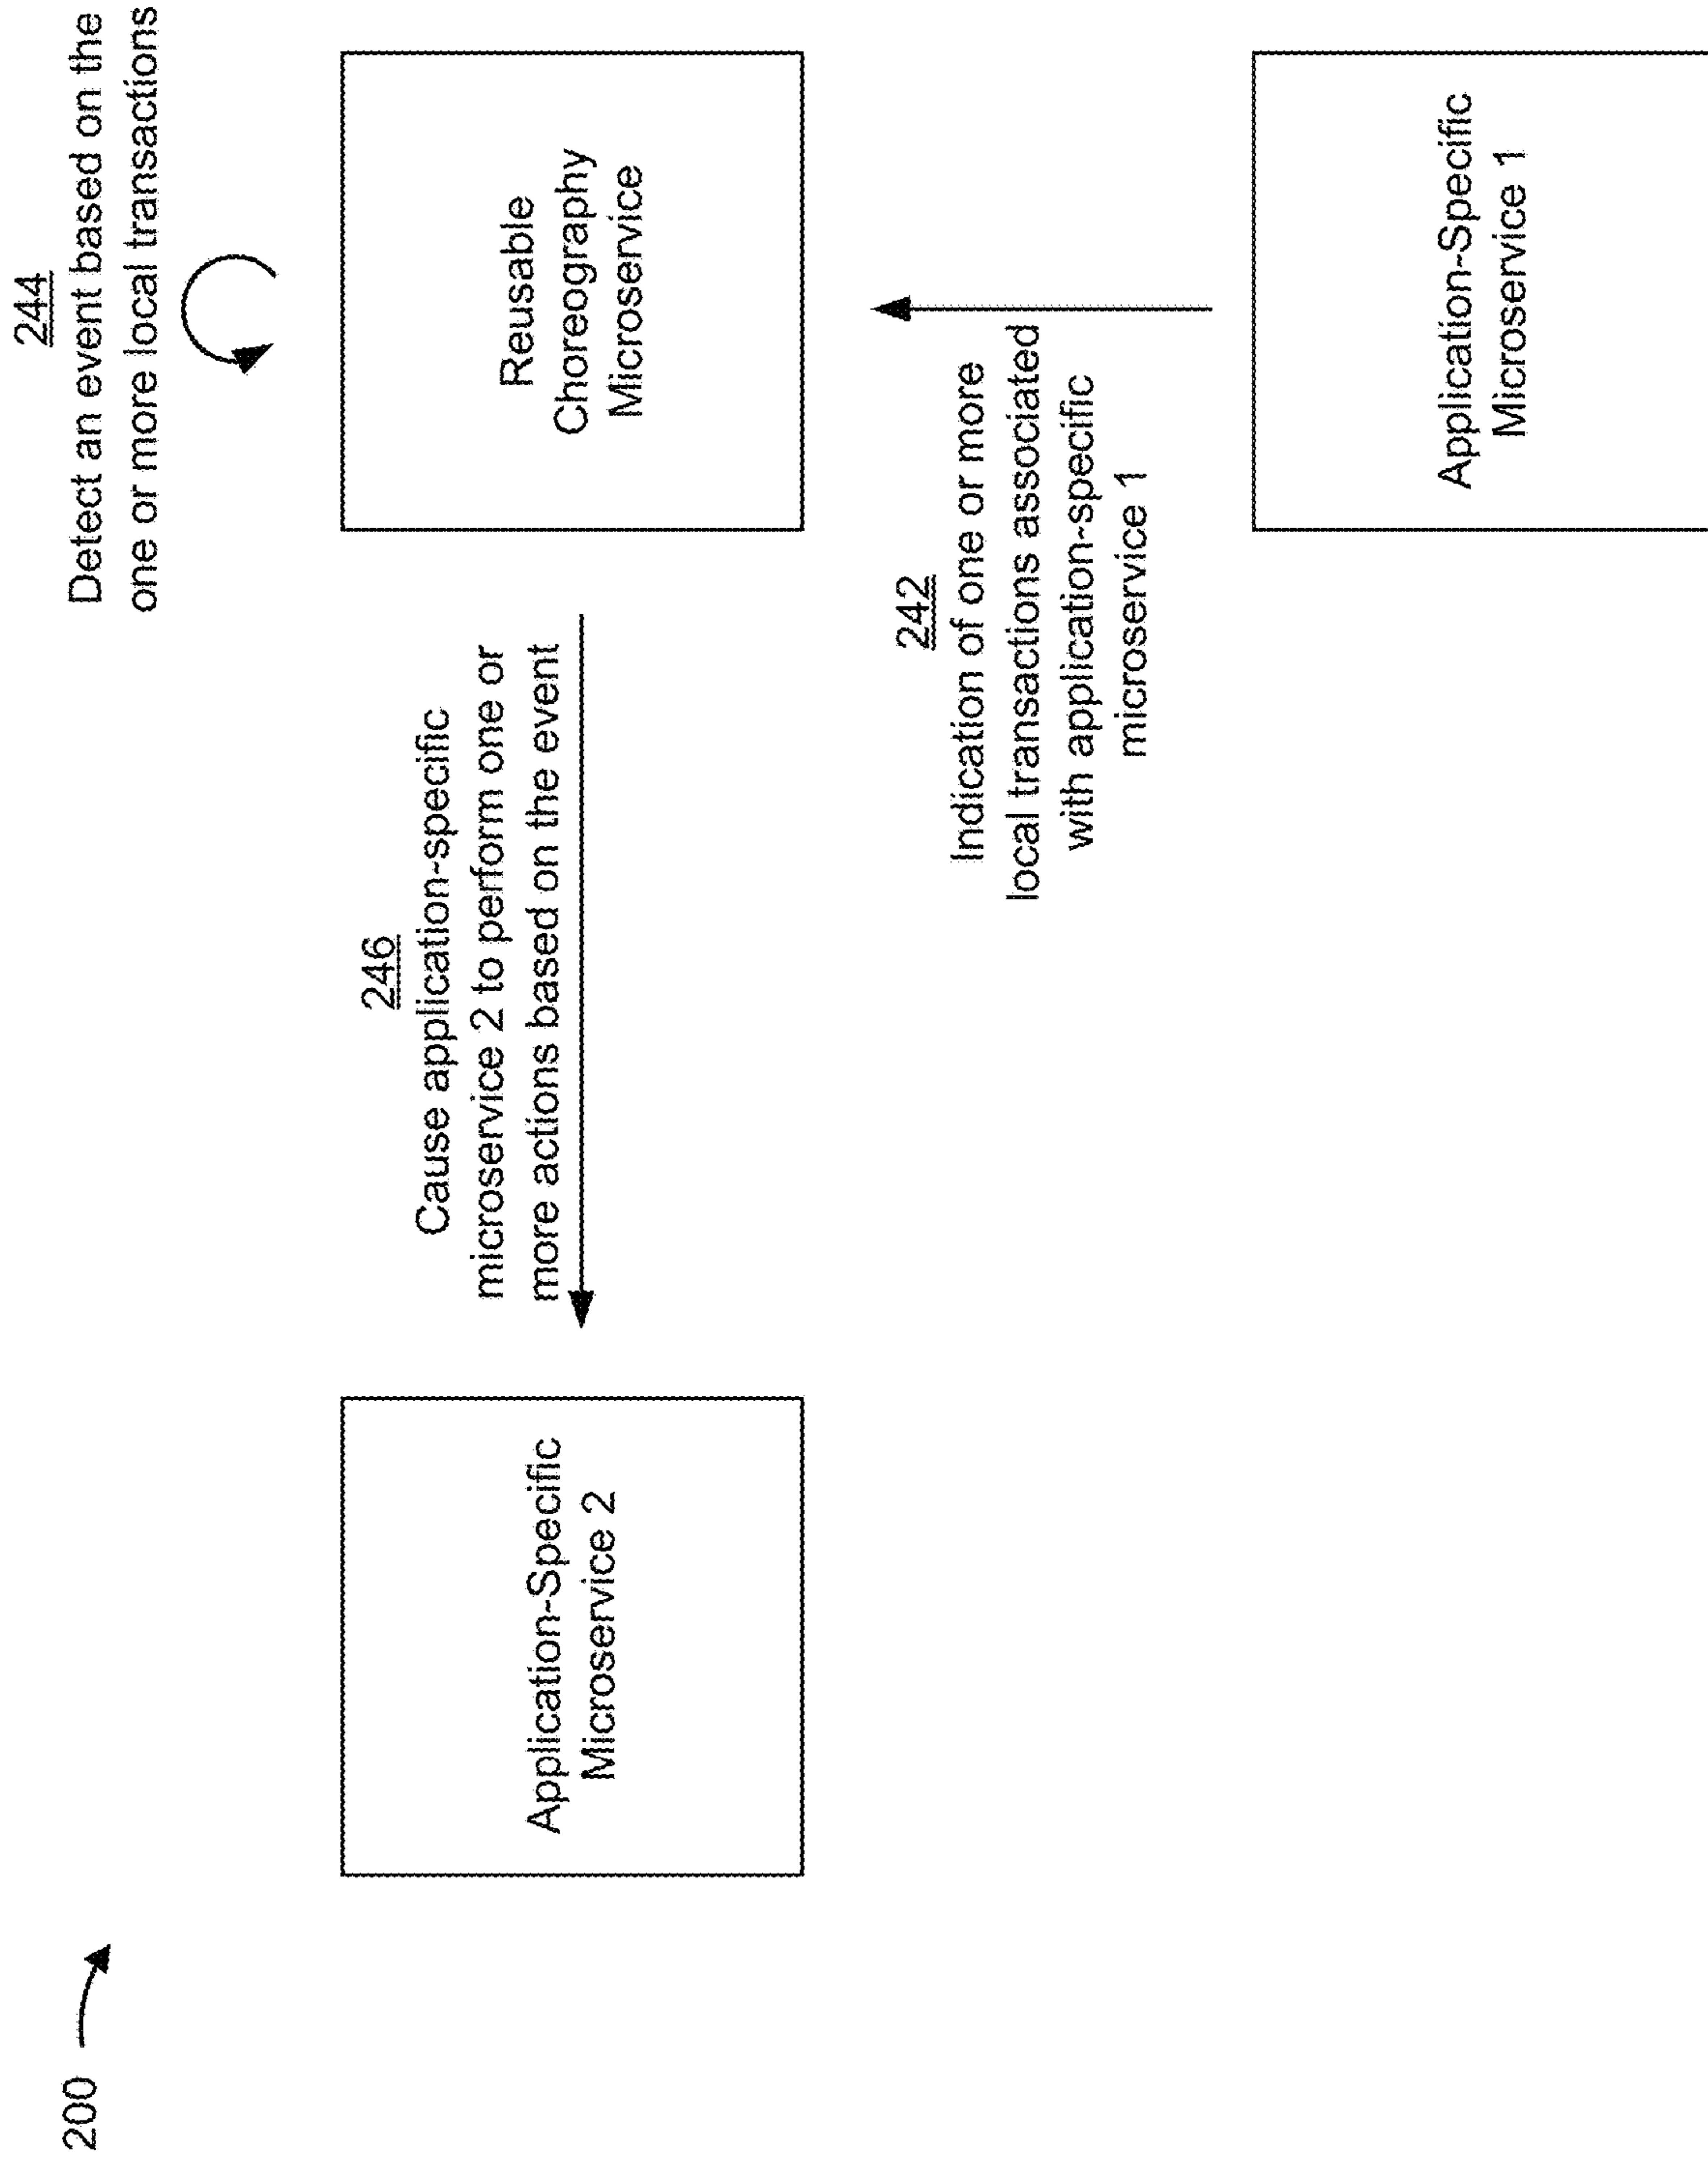 200
244
Detect an event based on the
one or more local transactions
246
Cause application-specific
microservice 2 to perform one or
more actions based on the event
Application-Specific
Microservice 2
Reusable
Choreography
Microservice
242
Indication of one or more
local transactions associated
with application-specific
microservice 1
Application-Specific
Microservice 1